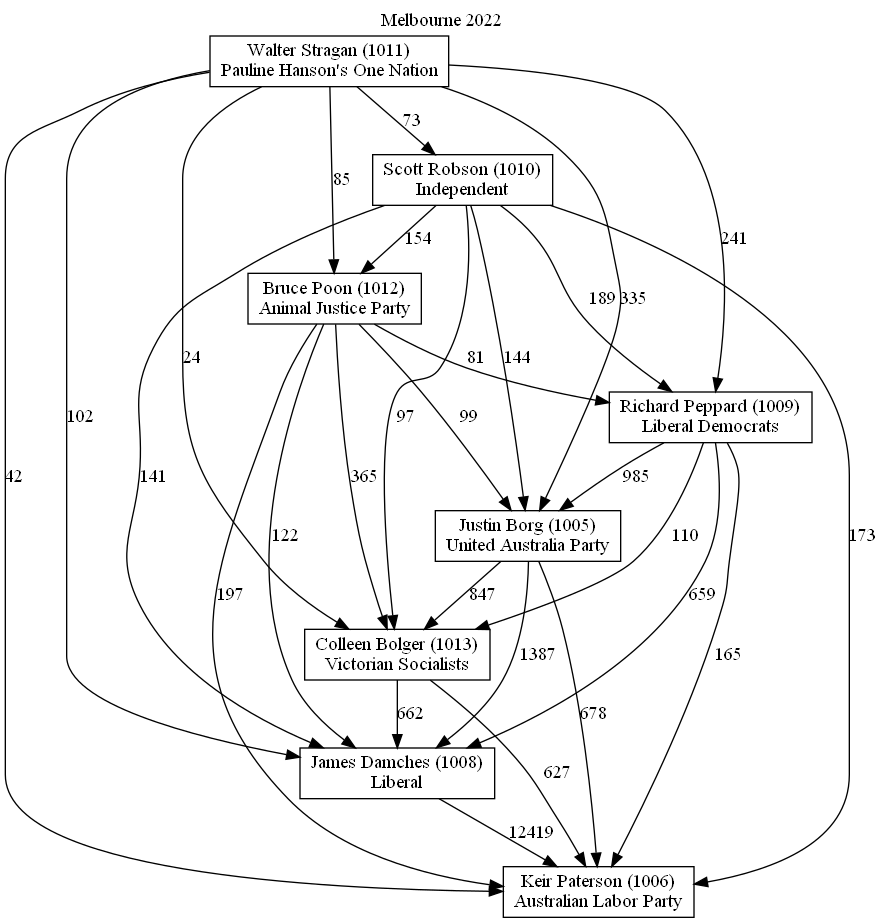 Melbourne 2022
Walter Stragan (1011)
Pauline Hanson's One Nation
73
Scott Robson (1010)
Independent
85
154
241
Bruce Poon (1012)
Animal Justice Party
189
335
24
81
144
Richard Peppard (1009)
Liberal Democrats
102
97
99
42
141
365
985
Justin Borg (1005)
United Australia Party
122
110
173
197
847
659
Colleen Bolger (1013)
Victorian Socialists
1387
165
662
678
James Damches (1008)
Liberal
627
12419
Keir Paterson (1006)
Australian Labor Party